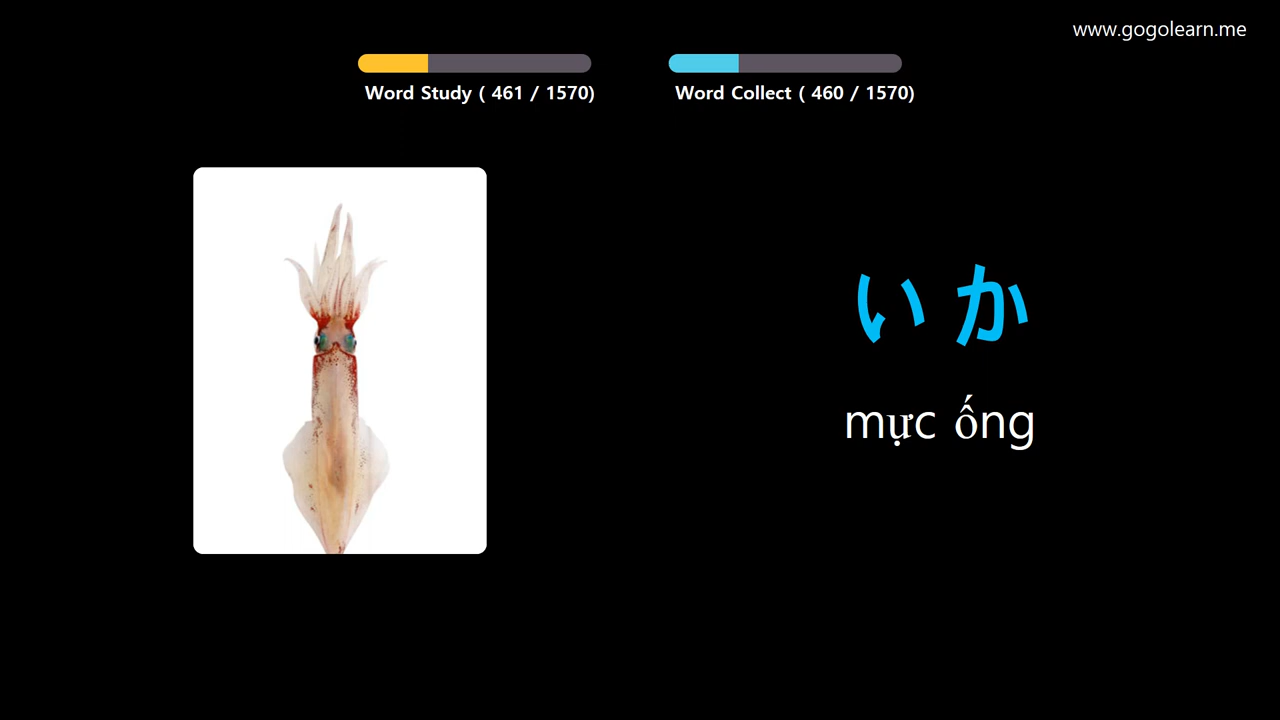 www.gogolearn.me
Word Study ( 461 / 1570)
Word Collect ( 460 / 1570)
いか
mực ống